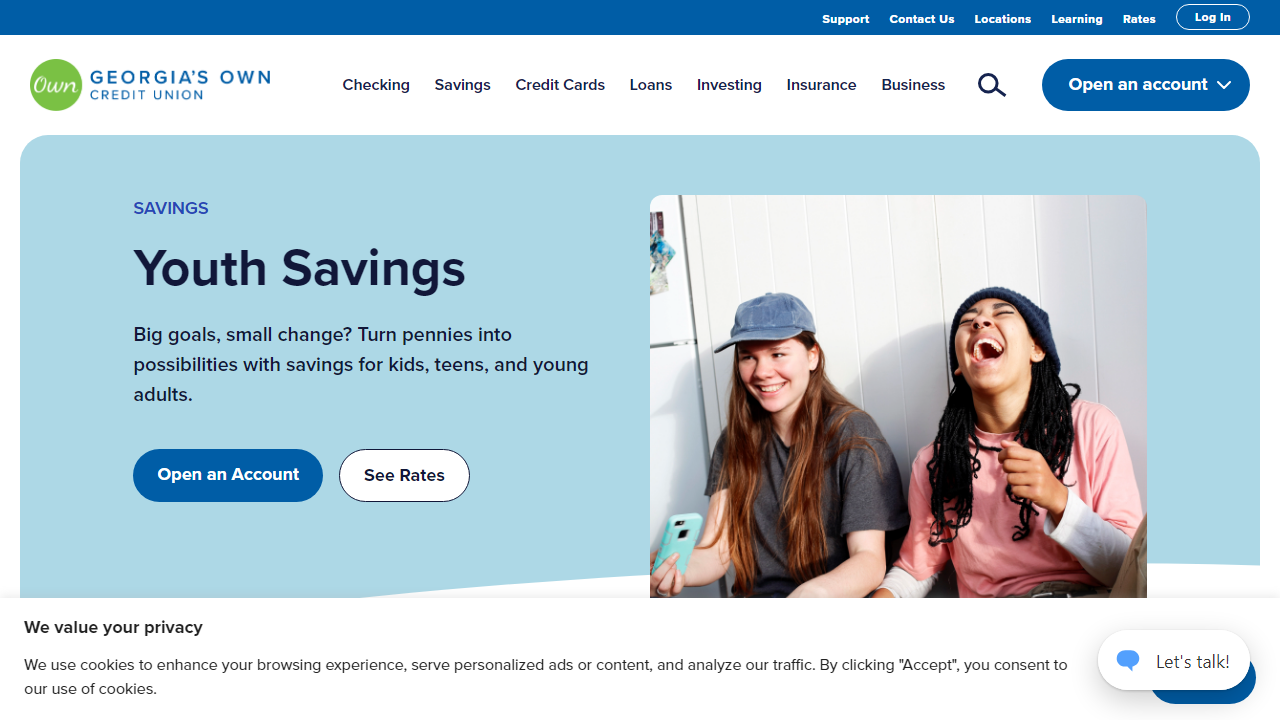 Support Contact Us Locations Learning Rates Log In
Own GEORGIA'S OWN
CREDIT UNION
Checking Savings Credit Cards Loans Investing Insurance Business Open an account
SAVINGS
Youth Savings
Big goals, small change? Turn pennies into
possibilities with savings for kids, teens, and young
adults.
Open an Account See Rates
We value your privacy
We use cookies to enhance your browsing experience, serve personalized ads or content, and analyze our traffic. By clicking "Accept", you consent to
our use of cookies.
Let's talk!